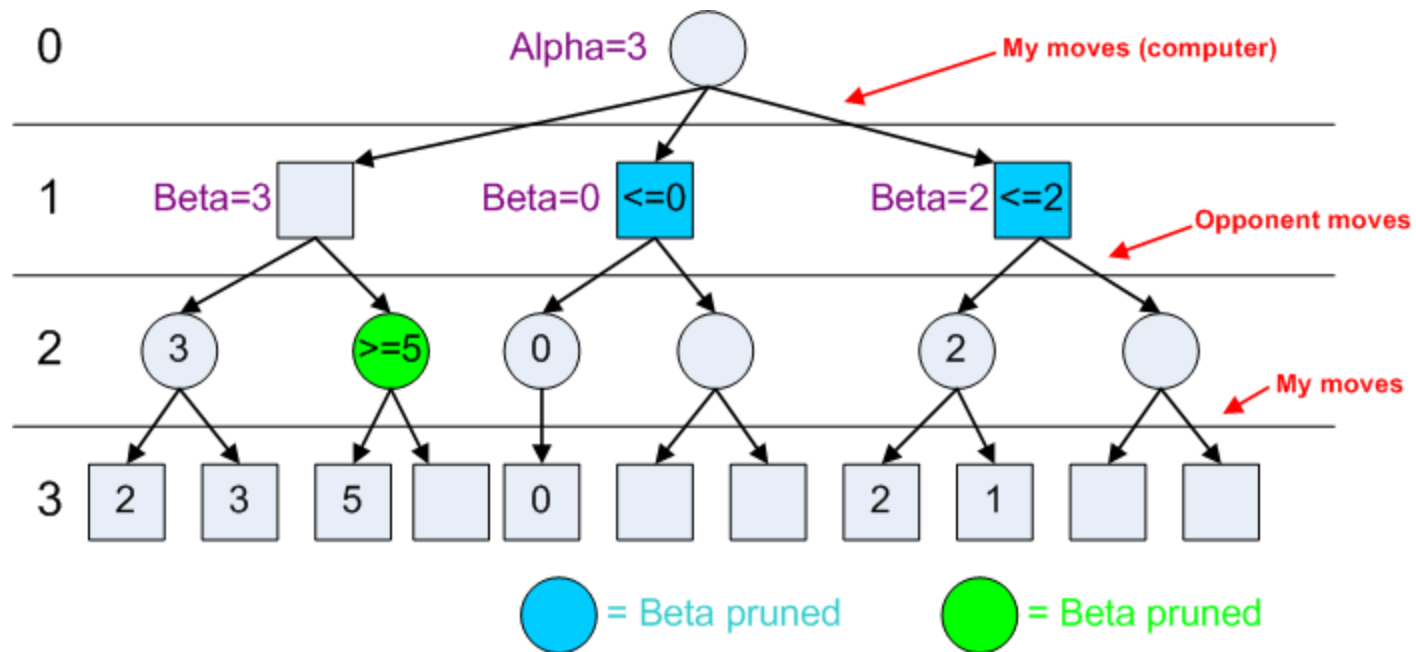 0 Alpha=3 My moves (computer)
1 Beta=3 Beta=0 <=0 Beta=2 <=2
Opponent moves
2 3 >=5 0 2
My moves
3 2 3 5 0 2 1
= Beta pruned = Beta pruned